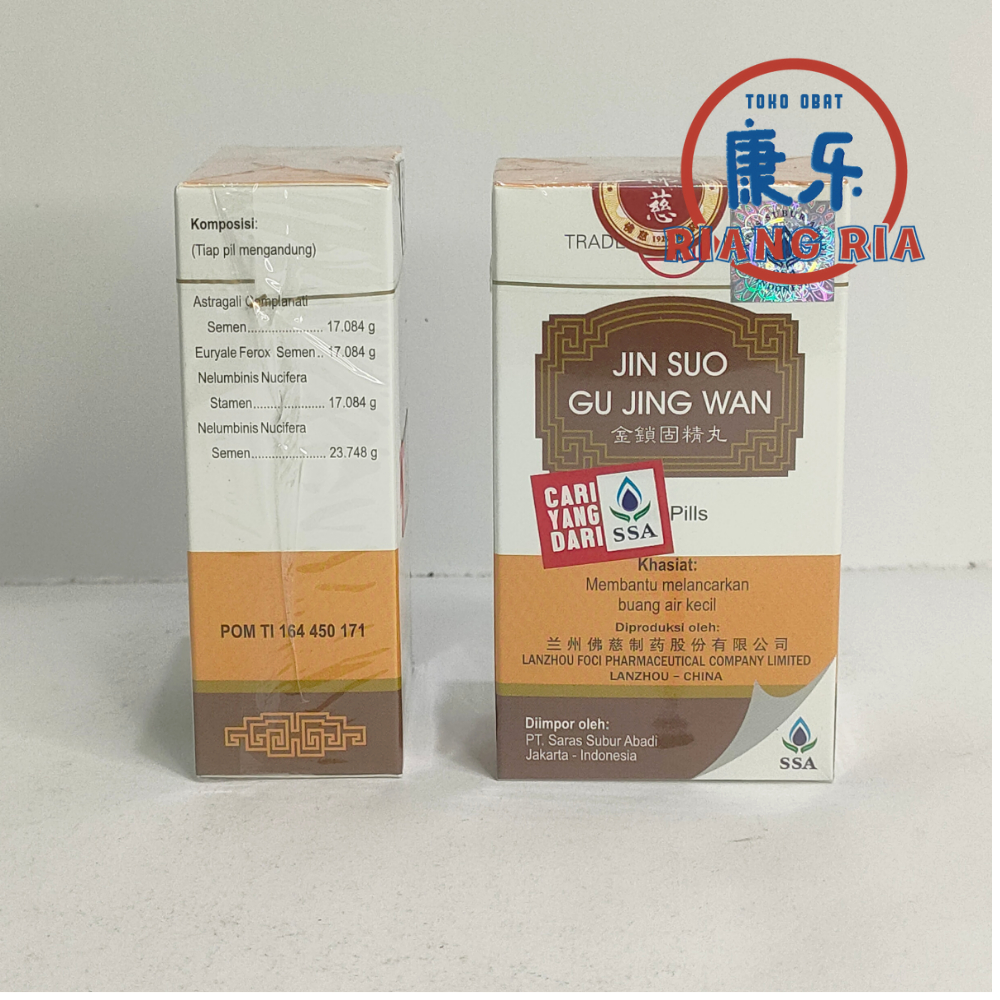 TOKO OBAT
康乐
RIANG RIA
Komposisi:
(Tiap pil mengandung)
Astragali Complanati
Semen...................... 17.084 g
Euryale Ferox Semen.. 17.084 g
Nelumbinis Nucifera
Stamen..................... 17.084 g
Nelumbinis Nucifera
Semen..................... 23.748 g
POM TI 164 450 171
慈
佛慈
TRADE
JIN SUO
GU JING WAN
金鎖固精丸
CARI
YANG
DARI
SSA
Pills
Khasiat:
Membantu melancarkan
buang air kecil
Diproduksi oleh:
兰州佛慈制药股份有限公司
LANZHOU FOCI PHARMACEUTICAL COMPANY LIMITED
LANZHOU – CHINA
Diimpor oleh:
PT. Saras Subur Abadi
Jakarta - Indonesia
SSA